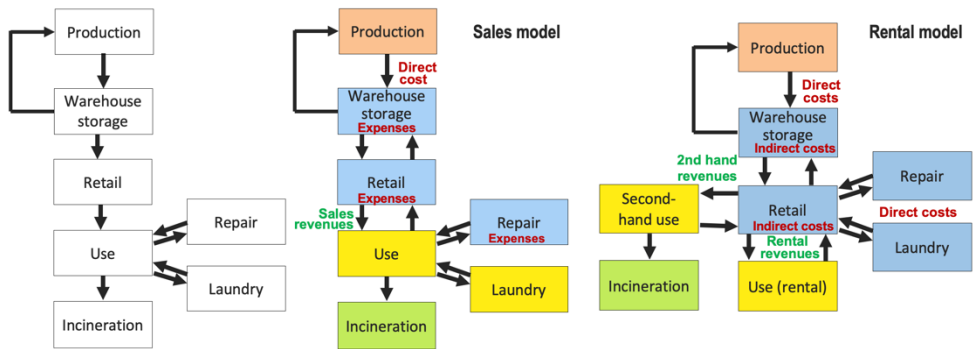 Production
Warehouse
storage
Retail
Repair
Use
Laundry
Incineration
Sales model
Production
Direct
cost
Warehouse
storage
Expenses
Retail
Expenses
Sales
revenues
Repair
Expenses
Use
Laundry
Incineration
Rental model
Production
Direct
costs
Warehouse
storage
Indirect costs
2nd hand
revenues
Repair
Second-
hand use
Retail
Indirect costs
Direct costs
Rental
revenues
Laundry
Incineration
Use (rental)